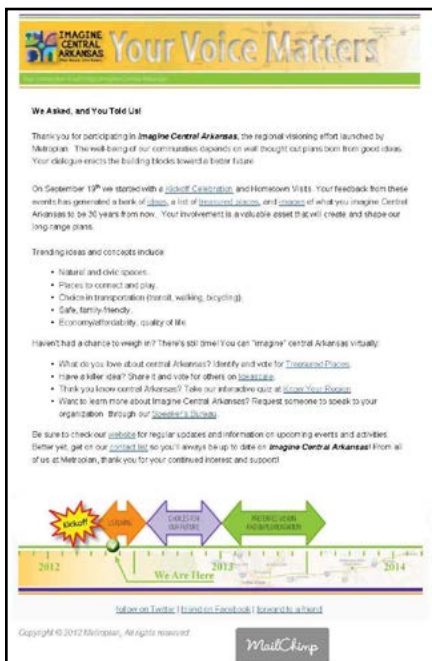 IMAGINE
CENTRAL
ARKANSAS
Your Voice Matters
We Asked, and You Told Us!
Thank you for participating in Imagine Central Arkansas, the regional visioning effort launched by
Metroplan. The well-being of our communities depends on well thought out plans born from good ideas.
Your dialogue erects the building blocks toward a better future.
On September 19th we started with a Kickoff Celebration and Hometown Visits. Your feedback from these
events has generated a bank of ideas, a list of treasured places, and images of what you imagine Central
Arkansas to be 30 years from now. Your involvement is a valuable asset that will create and shape our
long-range plans.
Trending ideas and concepts include:
• Natural and civic spaces.
• Places to connect and play.
• Choice in transportation (transit, walking, bicycling).
• Safe, family-friendly.
• Economy/affordability, quality of life.
Haven't had a chance to weigh in? There's still time! You can "imagine" central Arkansas virtually:
• What do you love about central Arkansas? Identify and vote for Treasured Places.
• Have a killer idea? Share it and vote for others on Ideascale.
• Think you know central Arkansas? Take our interactive quiz at Know Your Region.
• Want to learn more about Imagine Central Arkansas? Request someone to speak to your
organization through our Speaker's Bureau.
Be sure to check our website for regular updates and information on upcoming events and activities.
Better yet, get on our contact list so you'll always be up to date on Imagine Central Arkansas! From all
of us at Metroplan, thank you for your continued interest and support!
Kickoff!
LISTENING
CHOICES FOR
OUR FUTURE
PREFERRED VISION
AND IMPLEMENTATION
2012
2013
2014
We Are Here
follow on Twitter | friend on Facebook | forward to a friend
Copyright © 2012 Metroplan, All rights reserved.
MailChimp